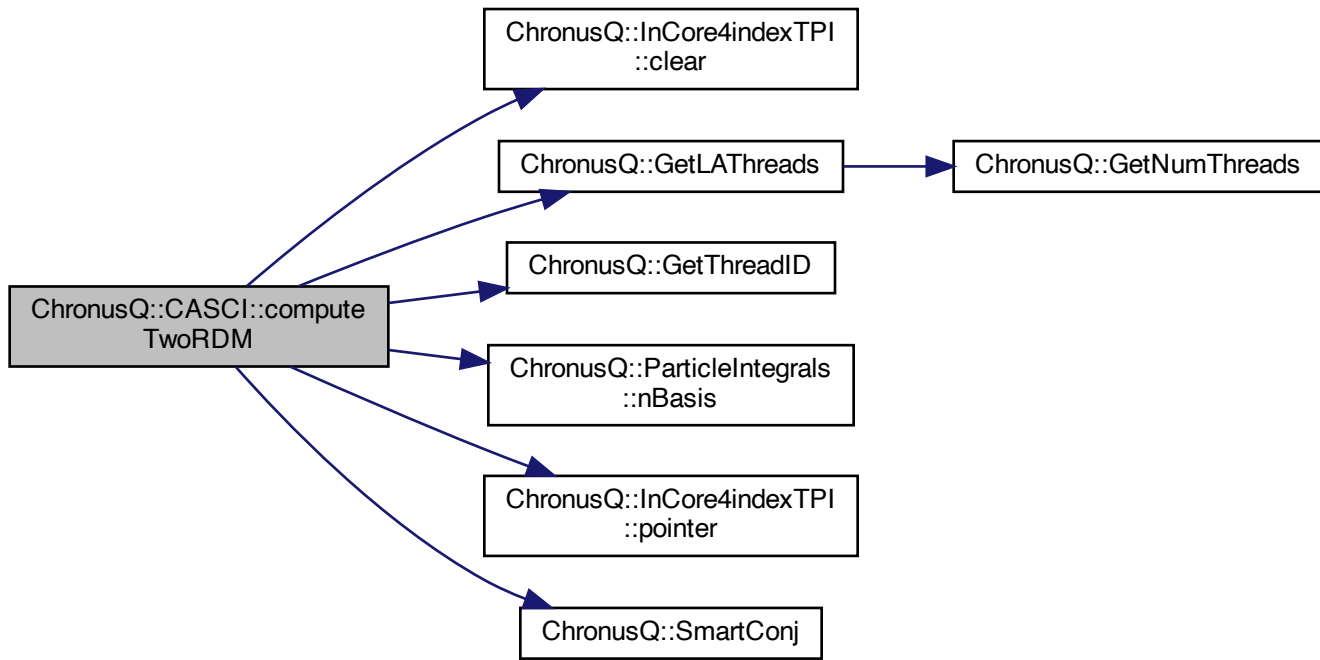 ChronusQ::InCore4indexTPI
::clear
ChronusQ::GetLAThreads
ChronusQ::GetNumThreads
ChronusQ::GetThreadID
ChronusQ::CASCI::compute
TwoRDM
ChronusQ::ParticleIntegrals
::nBasis
ChronusQ::InCore4indexTPI
::pointer
ChronusQ::SmartConj